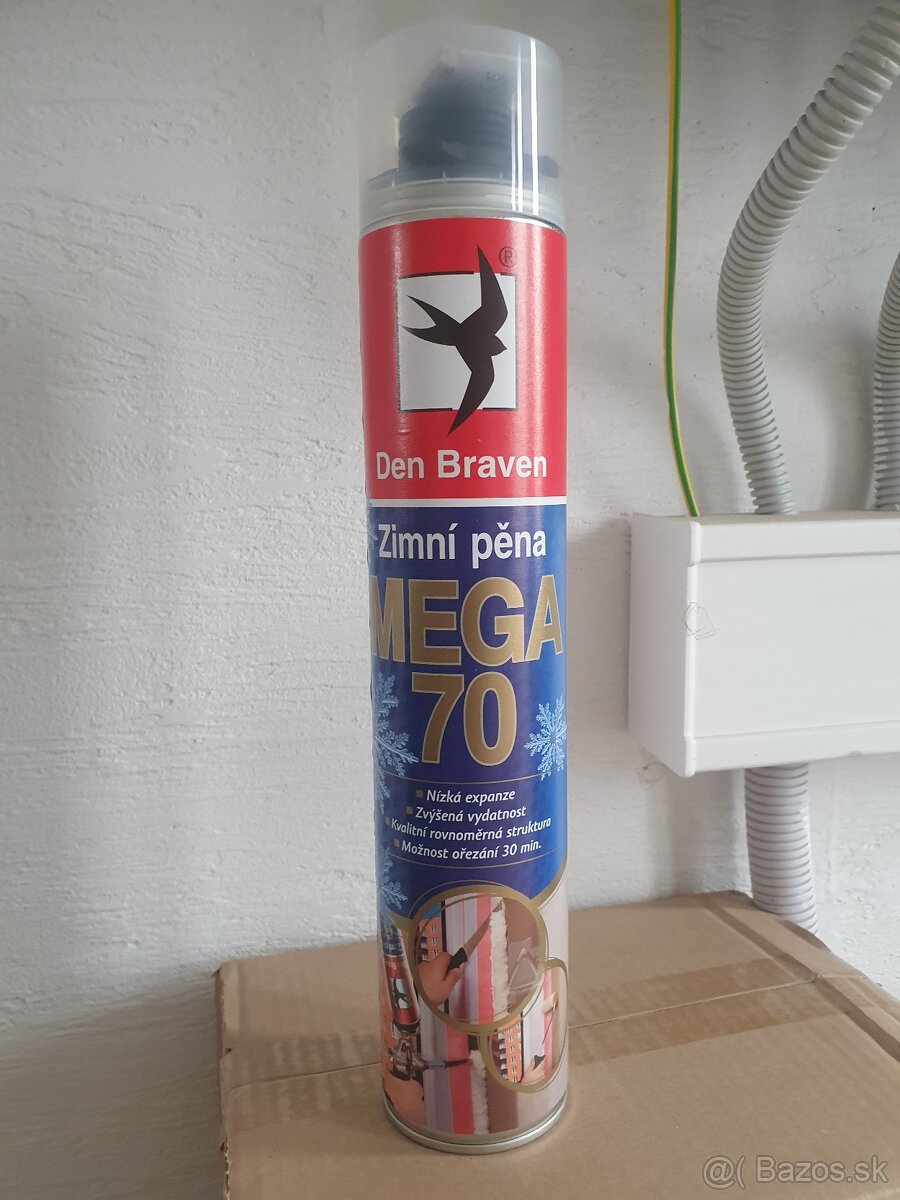 ®
Den Braven
Zimní pěna
MEGA
70
Nízká expanze
Zvýšená vydatnost
Kvalitní rovnoměrná struktura
Možnost ořezání 30 min.
@( Bazos.sk